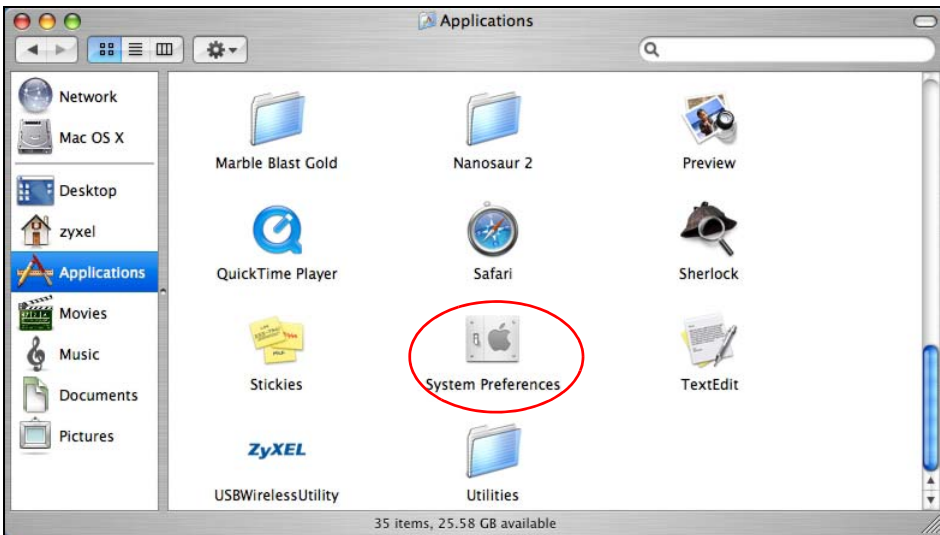 Applications
Network
Mac OS X
Desktop
zyxel
Applications
Movies
Music
Documents
Pictures
Marble Blast Gold
Nanosaur 2
Preview
QuickTime Player
Safari
Sherlock
Stickies
System Preferences
TextEdit
ZyXEL
USBWirelessUtility
Utilities
35 items, 25.58 GB available